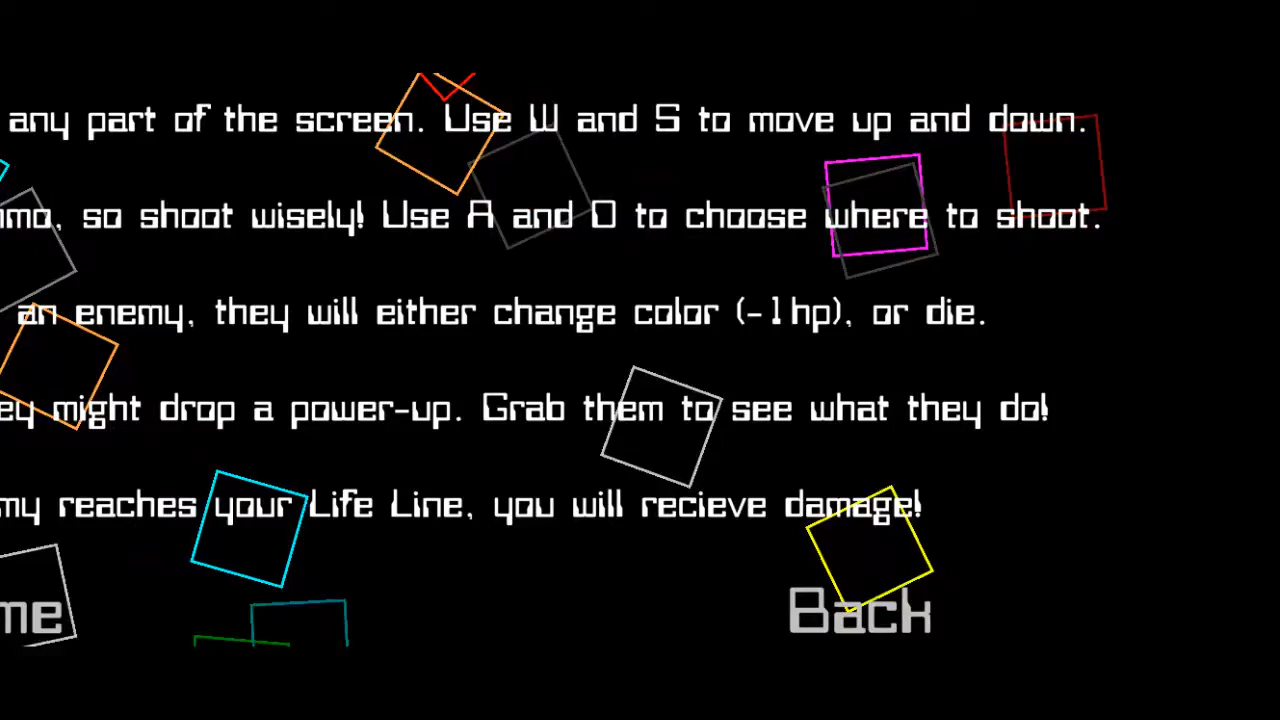 any part of the screen. Use W and S to move up and down.
mmo, so shoot wisely! Use A and D to choose where to shoot.
an enemy, they will either change color (-1hp), or die.
ey might drop a power-up. Grab them to see what they do!
my reaches your Life Line, you will recieve damage!
me Back